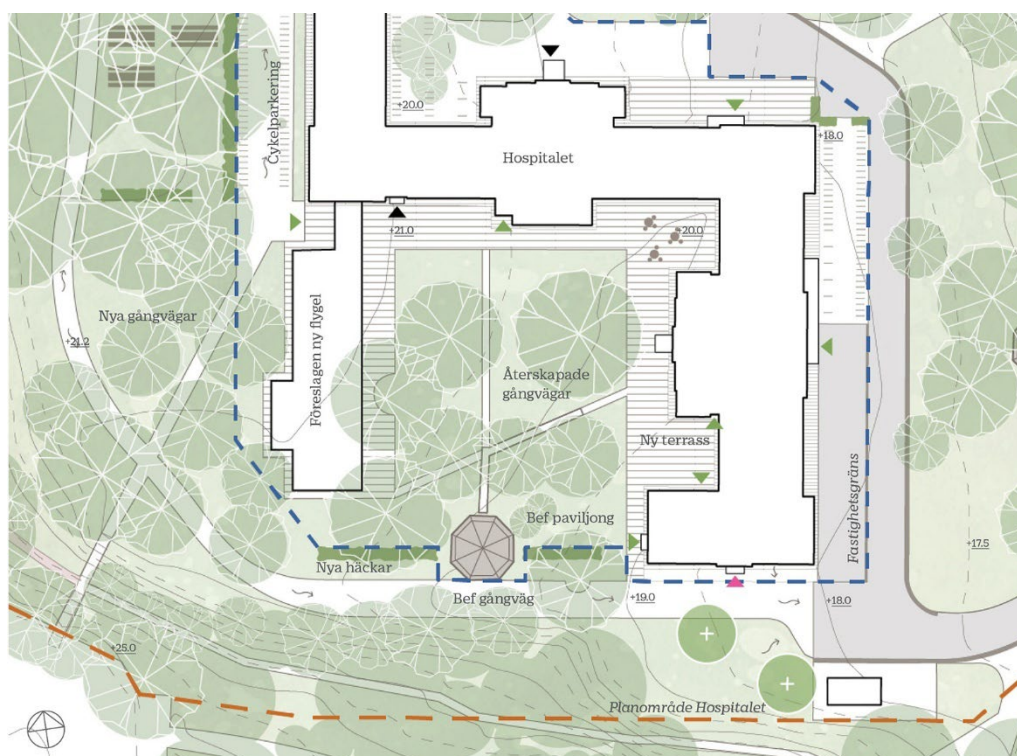 Cykelparkering
+20.0
+18.0
Hospitalet
+21.0
+20.0
Nya gångvägar
+21.2
Föreslagen ny flygel
Återskapade
gångvägar
Ny terrass
Bef paviljong
Fastighetsgräns
+17.5
Nya häckar
Bef gångväg
+19.0
+18.0
+25.0
Planområde Hospitalet